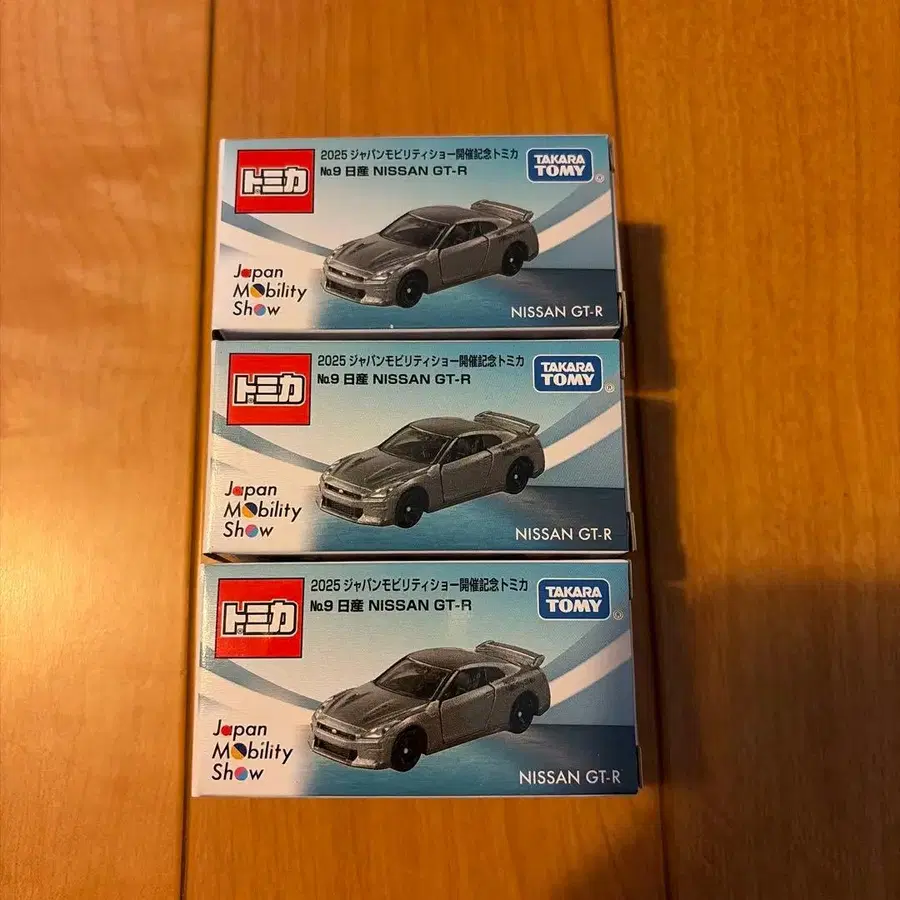 トミカ
2025 ジャパンモビリティショー開催記念トミカ
No.9 日産 NISSAN GT-R
TAKARA
TOMY
Japan
Mobility
Show
NISSAN GT-R
トミカ
2025 ジャパンモビリティショー開催記念トミカ
No.9 日産 NISSAN GT-R
TAKARA
TOMY
Japan
Mobility
Show
NISSAN GT-R
トミカ
2025 ジャパンモビリティショー開催記念トミカ
No.9 日産 NISSAN GT-R
TAKARA
TOMY
Japan
Mobility
Show
NISSAN GT-R